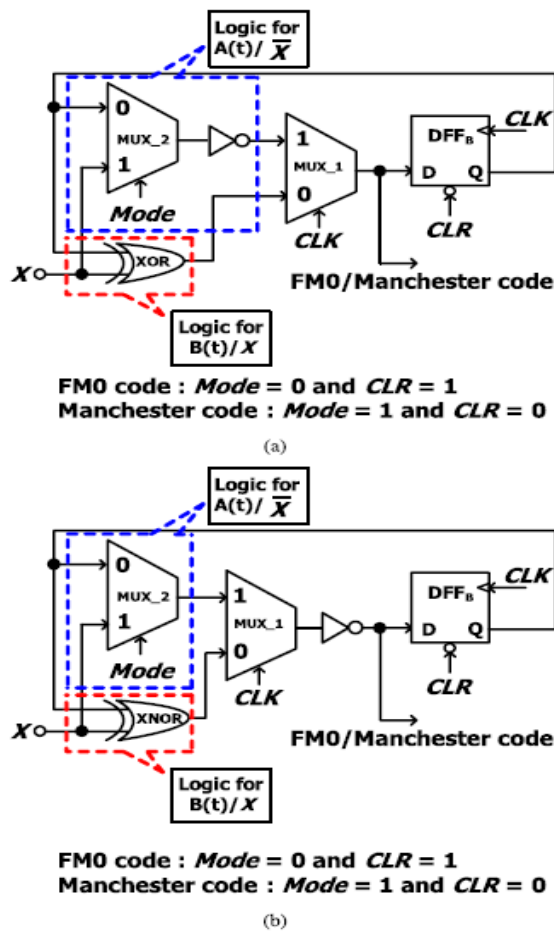 Logic for
A(t)/ X̅
0
MUX_2
1
Mode
1
MUX_1
0
CLK
DFFB
CLK
D Q
CLR
X
XOR
FM0/Manchester code
Logic for
B(t)/X
FM0 code : Mode = 0 and CLR = 1
Manchester code : Mode = 1 and CLR = 0
(a)
Logic for
A(t)/ X̅
0
MUX_2
1
Mode
1
MUX_1
0
CLK
DFFB
CLK
D Q
CLR
X
XNOR
FM0/Manchester code
Logic for
B(t)/X
FM0 code : Mode = 0 and CLR = 1
Manchester code : Mode = 1 and CLR = 0
(b)